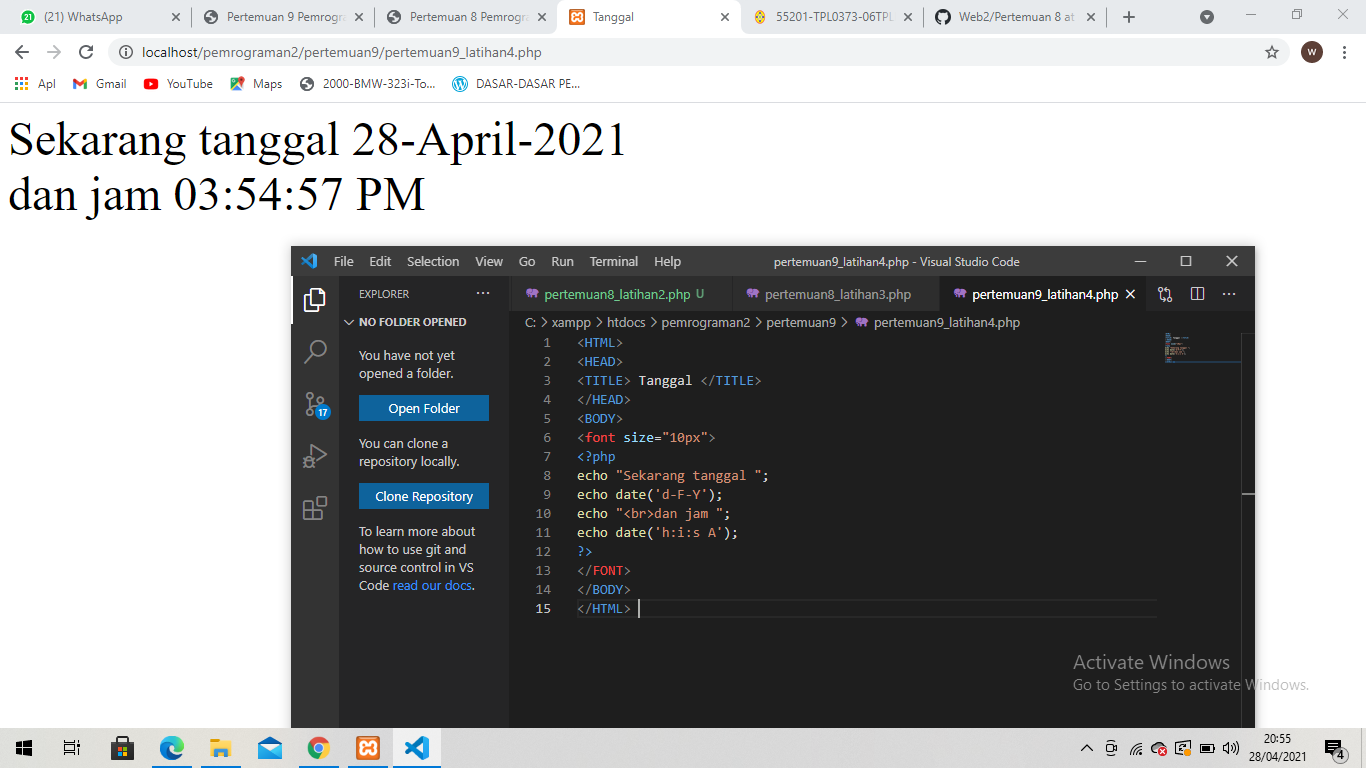 21 (21) WhatsApp
Pertemuan 9 Pemrogra
Pertemuan 8 Pemrogra
Tanggal
55201-TPL0373-06TPL
Web2/Pertemuan 8 at
localhost/pemrograman2/pertemuan9/pertemuan9_latihan4.php
W
Apl
Gmail
YouTube
Maps
2000-BMW-323i-To...
DASAR-DASAR PE...
Sekarang tanggal 28-April-2021
dan jam 03:54:57 PM
File Edit Selection View Go Run Terminal Help
pertemuan9_latihan4.php - Visual Studio Code
EXPLORER
pertemuan8_latihan2.php U
pertemuan8_latihan3.php
pertemuan9_latihan4.php
NO FOLDER OPENED
You have not yet
opened a folder.
Open Folder
17
You can clone a
repository locally.
Clone Repository
To learn more about
how to use git and
source control in VS
Code read our docs.
C: > xampp > htdocs > pemrograman2 > pertemuan9 > pertemuan9_latihan4.php
1 <HTML>
2 <HEAD>
3 <TITLE> Tanggal </TITLE>
4 </HEAD>
5 <BODY>
6 <font size="10px">
7 <?php
8 echo "Sekarang tanggal ";
9 echo date('d-F-Y');
10 echo "<br>dan jam ";
11 echo date('h:i:s A');
12 ?>
13 </FONT>
14 </BODY>
15 </HTML>
Activate Windows
Go to Settings to activate Windows.
20:55
28/04/2021
4